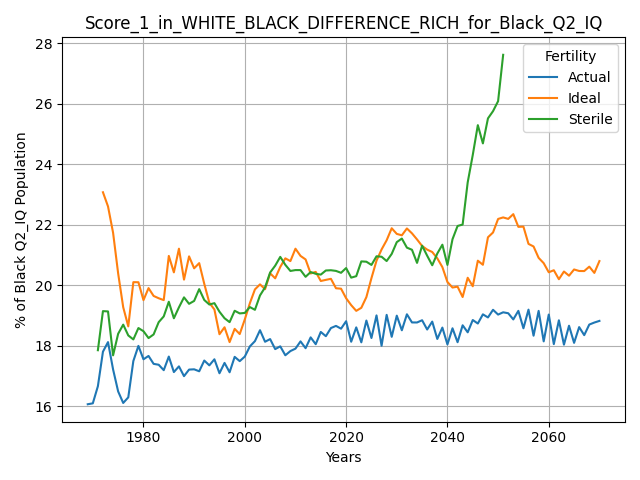 Score_1_in_WHITE_BLACK_DIFFERENCE_RICH_for_Black_Q2_IQ
% of Black Q2_IQ Population
28
26
24
22
20
18
16
Fertility
Actual
Ideal
Sterile
1980 2000 2020 2040 2060
Years